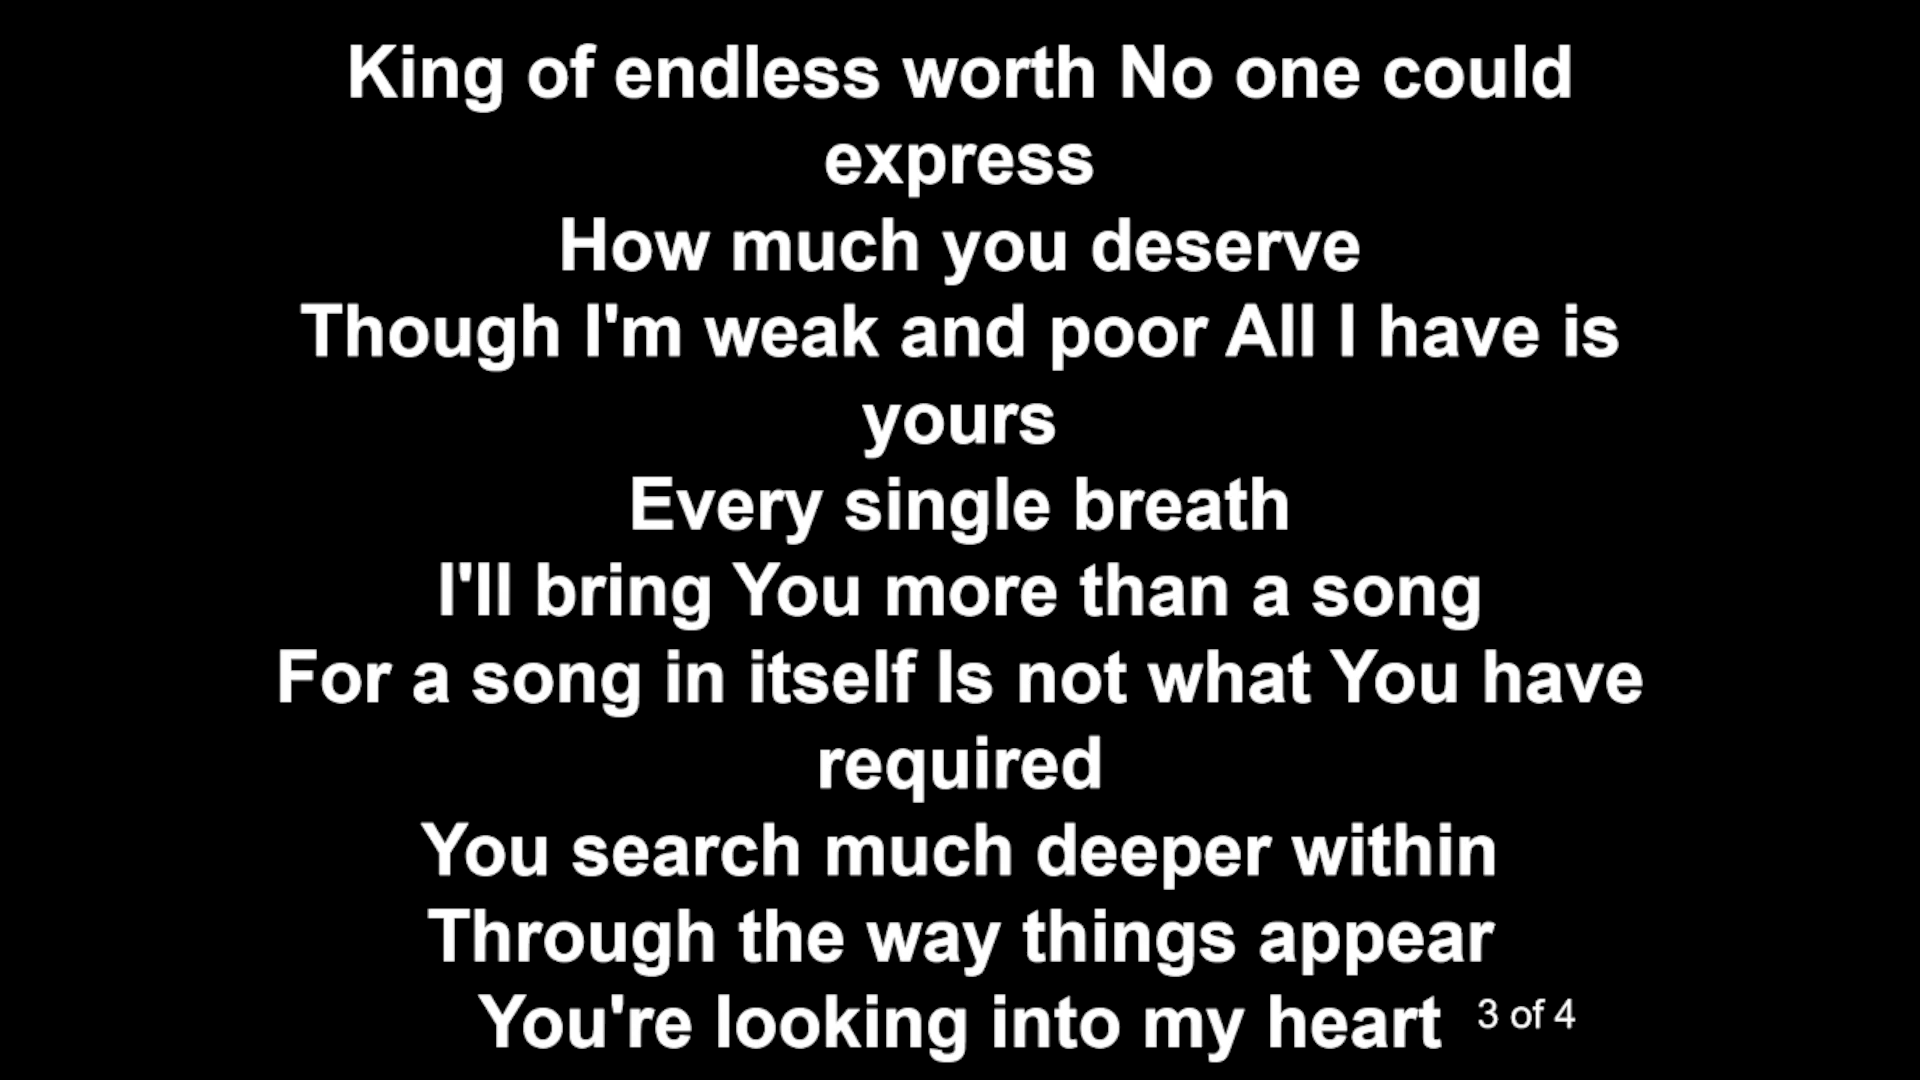 King of endless worth No one could
express
How much you deserve
Though I'm weak and poor All I have is
yours
Every single breath
I'll bring You more than a song
For a song in itself Is not what You have
required
You search much deeper within
Through the way things appear
You're looking into my heart 3 of 4